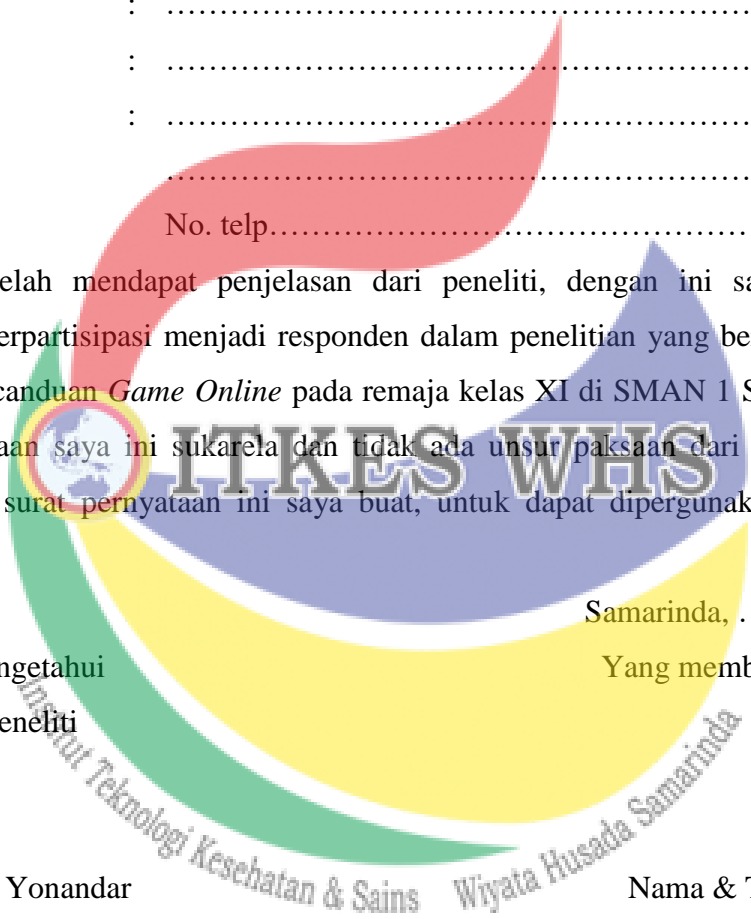 : ……………………………………………………
: ……………………………………………………
: ……………………………………………………
……………………………………………………
No. telp……………………………………………
elah mendapat penjelasan dari peneliti, dengan ini sa
erpartisipasi menjadi responden dalam penelitian yang be
canduan Game Online pada remaja kelas XI di SMAN 1 S
aan saya ini sukarela dan tidak ada unsur paksaan dari
ITKES WHS
surat pernyataan ini saya buat, untuk dapat dipergunak
Samarinda, .
ngetahui Yang memb
eneliti
Institut Teknologi Kesehatan & Sains Wiyata Husada Samarinda
Yonandar Nama & T